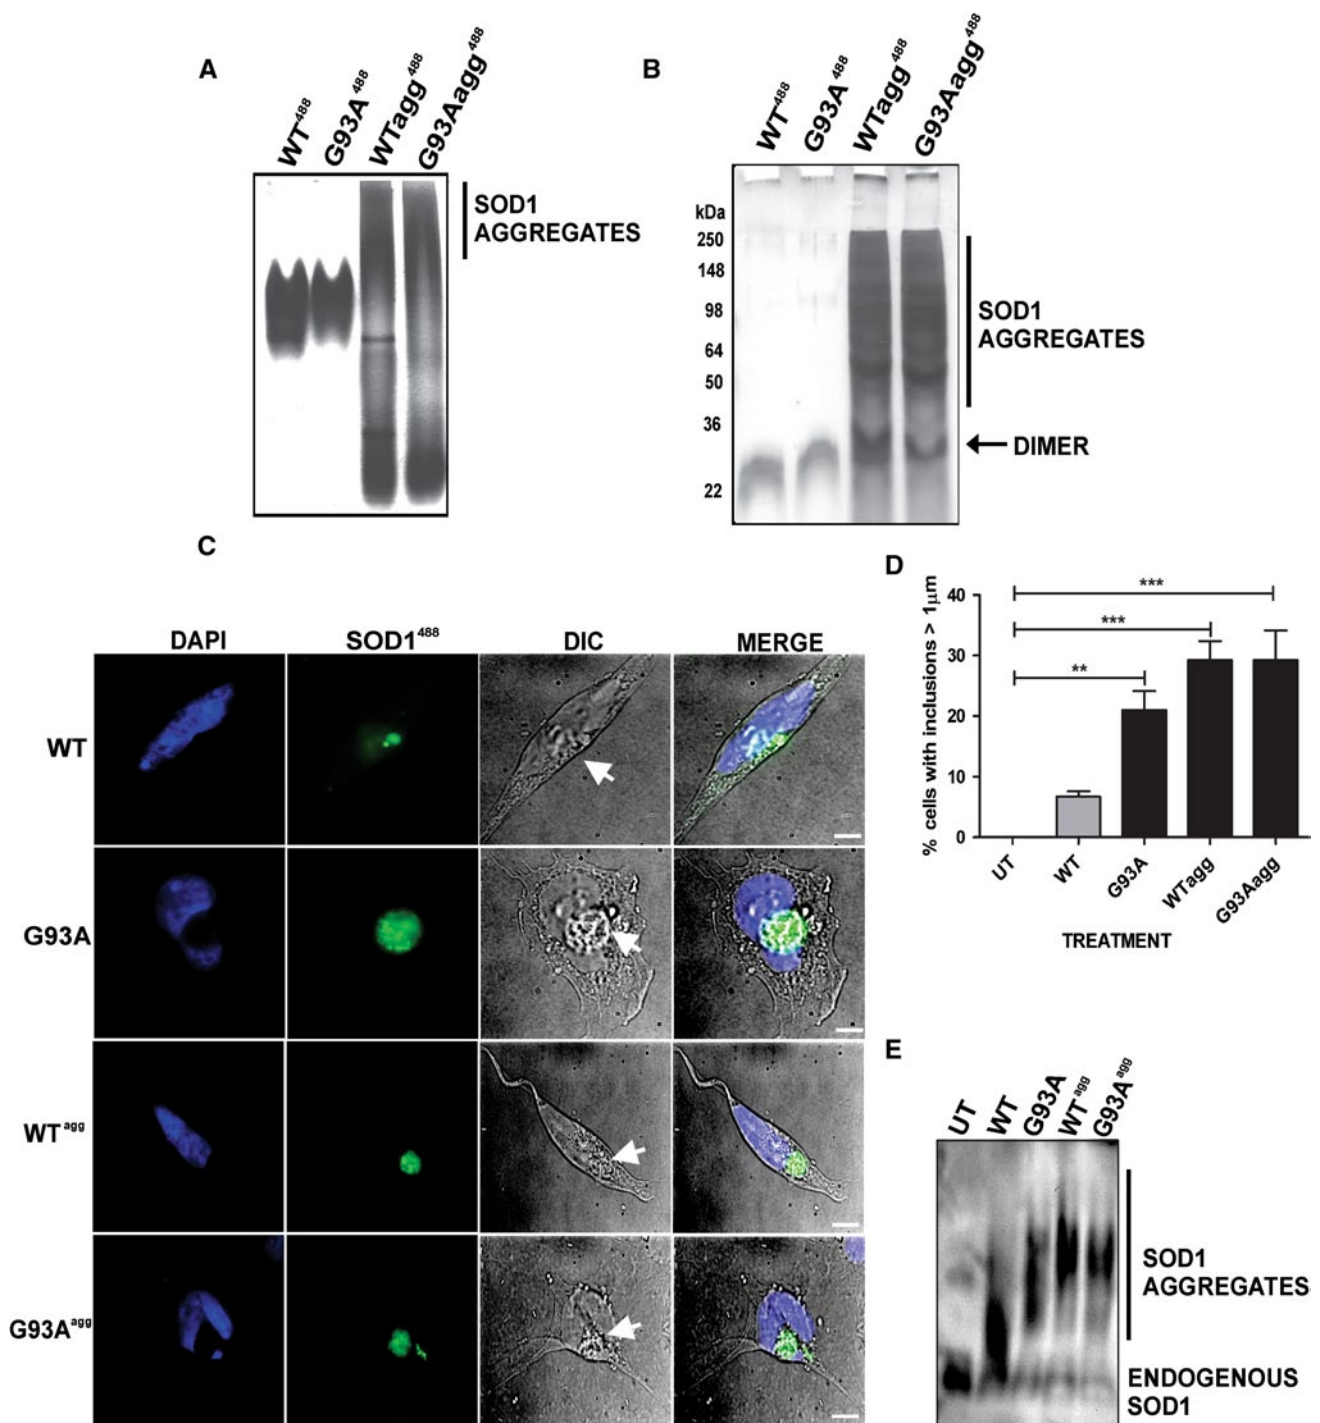 A
WT488
G93A488
WTagg488
G93Aagg488
SOD1
AGGREGATES
B
WT488
G93A488
WTagg488
G93Aagg488
kDa
250
148
98
64
50
36
22
SOD1
AGGREGATES
DIMER
C
DAPI
SOD1488
DIC
MERGE
WT
G93A
WTagg
G93Aagg
D
% cells with inclusions > 1μm
40
30
20
10
0
***
***
**
UT
WT
G93A
WTagg
G93Aagg
TREATMENT
E
UT
WT
G93A
WTagg
G93Aagg
SOD1
AGGREGATES
ENDOGENOUS
SOD1